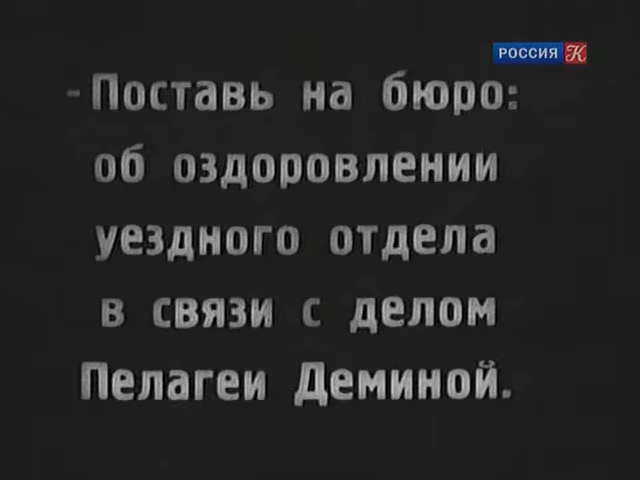 РОССИЯ К
-Поставь на бюро:
об оздоровлении
уездного отдела
в связи с делом
Пелагеи Деминой.